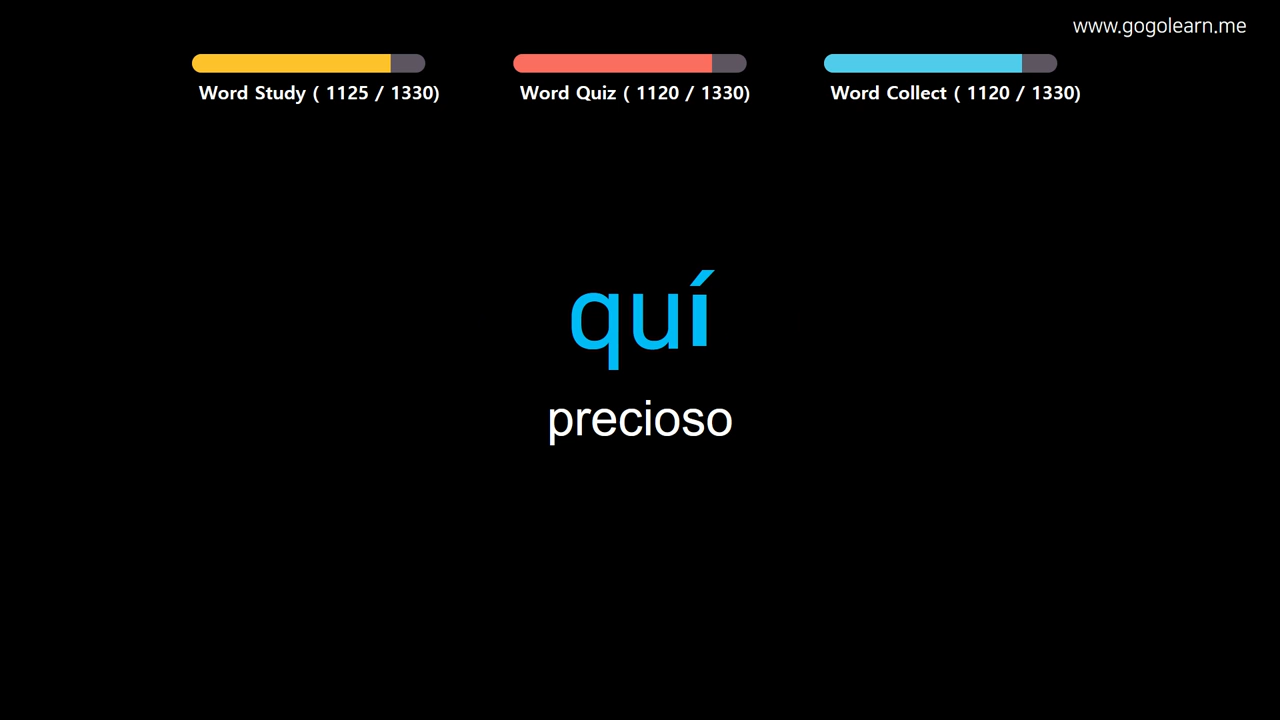 www.gogolearn.me
Word Study ( 1125 / 1330)
Word Quiz ( 1120 / 1330)
Word Collect ( 1120 / 1330)
quí
precioso